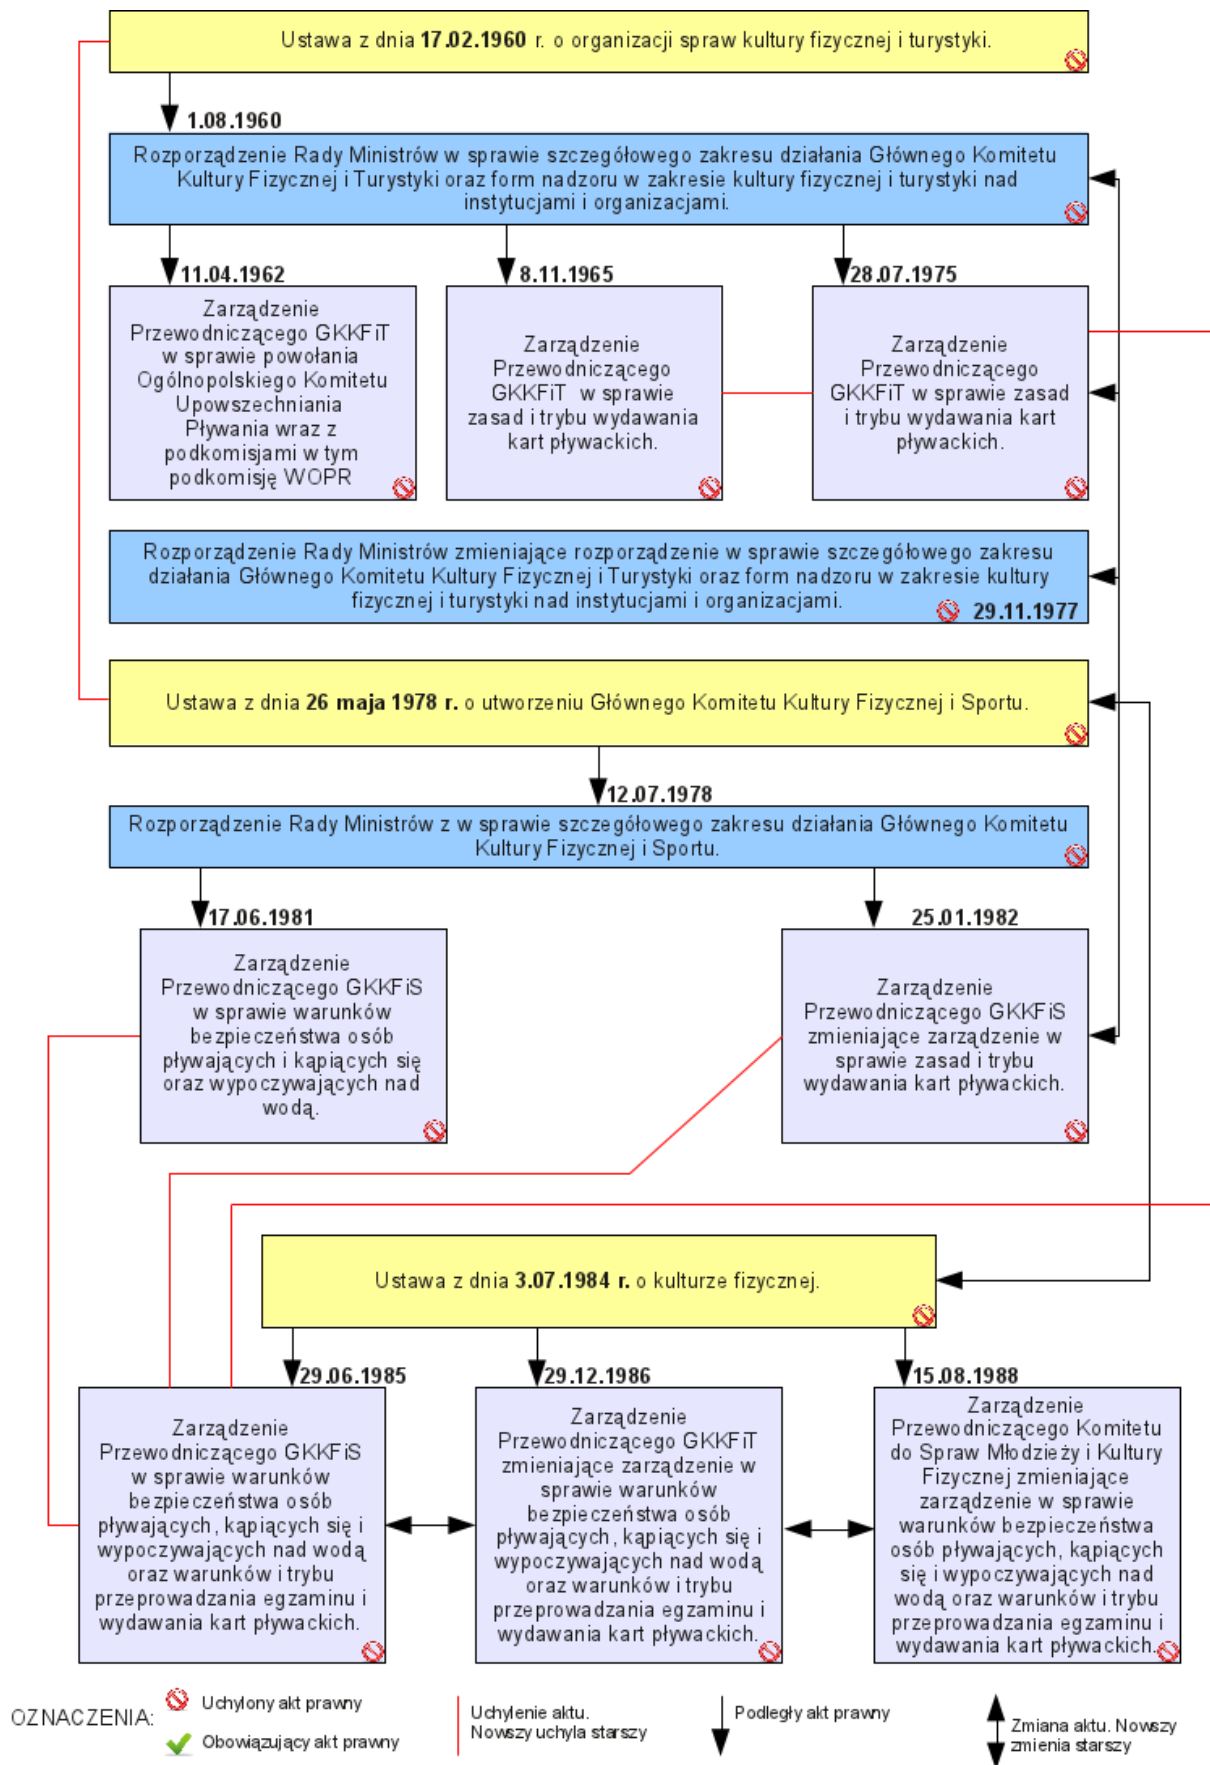 Ustawa z dnia 17.02.1960 r. o organizacji spraw kultury fizycznej i turystyki.
1.08.1960
Rozporządzenie Rady Ministrów w sprawie szczegółowego zakresu działania Głównego Komitetu
Kultury Fizycznej i Turystyki oraz form nadzoru w zakresie kultury fizycznej i turystyki nad
instytucjami i organizacjami.
11.04.1962
Zarządzenie
Przewodniczącego GKKFiT
w sprawie powołania
Ogólnopolskiego Komitetu
Upowszechniania
Pływania wraz z
podkomisjami w tym
podkomisję WOPR
8.11.1965
Zarządzenie
Przewodniczącego
GKKFiT w sprawie
zasad i trybu wydawania
kart pływackich.
28.07.1975
Zarządzenie
Przewodniczącego
GKKFiT w sprawie zasad
i trybu wydawania kart
pływackich.
Rozporządzenie Rady Ministrów zmieniające rozporządzenie w sprawie szczegółowego zakresu
działania Głównego Komitetu Kultury Fizycznej i Turystyki oraz form nadzoru w zakresie kultury
fizycznej i turystyki nad instytucjami i organizacjami.
29.11.1977
Ustawa z dnia 26 maja 1978 r. o utworzeniu Głównego Komitetu Kultury Fizycznej i Sportu.
12.07.1978
Rozporządzenie Rady Ministrów z w sprawie szczegółowego zakresu działania Głównego Komitetu
Kultury Fizycznej i Sportu.
17.06.1981
Zarządzenie
Przewodniczącego GKKFiS
w sprawie warunków
bezpieczeństwa osób
pływających i kąpiących się
oraz wypoczywających nad
wodą.
25.01.1982
Zarządzenie
Przewodniczącego GKKFiS
zmieniające zarządzenie w
sprawie zasad i trybu
wydawania kart pływackich.
Ustawa z dnia 3.07.1984 r. o kulturze fizycznej.
29.06.1985
Zarządzenie
Przewodniczącego GKKFiS
w sprawie warunków
bezpieczeństwa osób
pływających, kąpiących się i
wypoczywających nad wodą
oraz warunków i trybu
przeprowadzania egzaminu i
wydawania kart pływackich.
29.12.1986
Zarządzenie
Przewodniczącego GKKFiT
zmieniające zarządzenie w
sprawie warunków
bezpieczeństwa osób
pływających, kąpiących się i
wypoczywających nad wodą
oraz warunków i trybu
przeprowadzania egzaminu i
wydawania kart pływackich.
15.08.1988
Zarządzenie
Przewodniczącego Komitetu
do Spraw Młodzieży i Kultury
Fizycznej zmieniające
zarządzenie w sprawie
warunków bezpieczeństwa
osób pływających, kąpiących
się i wypoczywających nad
wodą oraz warunków i trybu
przeprowadzania egzaminu i
wydawania kart pływackich.
OZNACZENIA:
Uchylony akt prawny
Obowiązujący akt prawny
Uchylenie aktu.
Nowszy uchyla starszy
Podległy akt prawny
Zmiana aktu. Nowszy
zmienia starszy